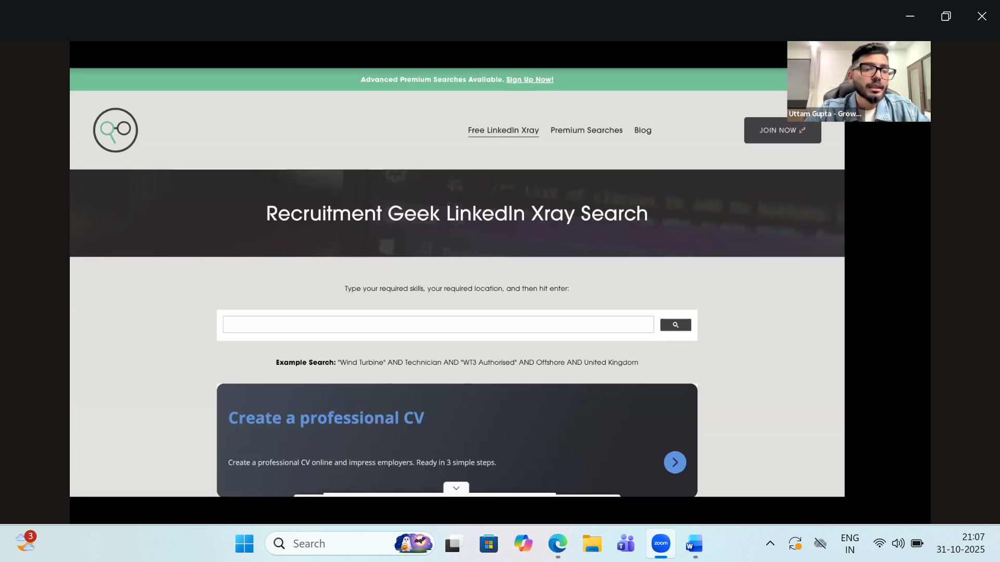 Advanced Premium Searches Available. Sign Up Now!
Uttam Gupta - Grow...
Free LinkedIn Xray Premium Searches Blog
JOIN NOW 🚀
Recruitment Geek LinkedIn Xray Search
Type your required skills, your required location, and then hit enter:
Example Search: "Wind Turbine" AND Technician AND "WT3 Authorised" AND Offshore AND United Kingdom
Create a professional CV
Create a professional CV online and impress employers. Ready in 3 simple steps.
3
Search
zoom
ENG
IN
21:07
31-10-2025